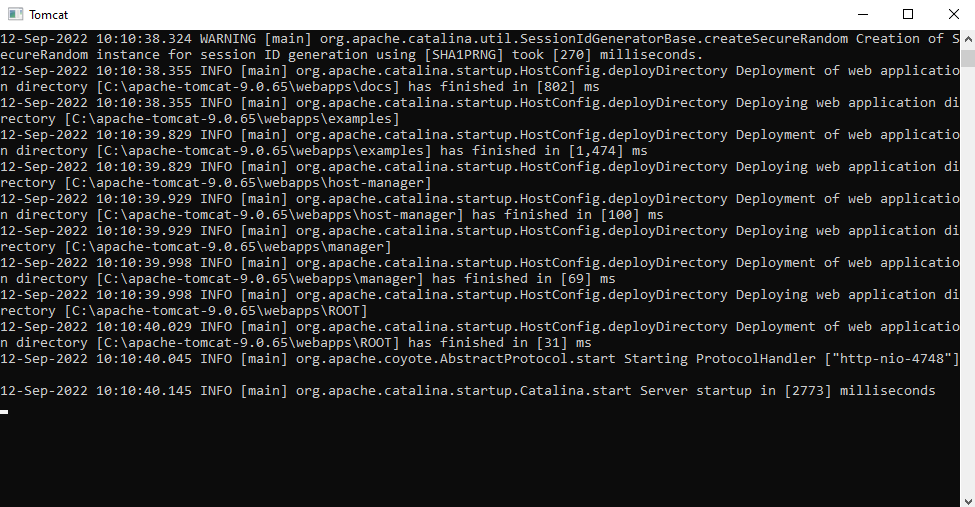 Tomcat
12-Sep-2022 10:10:38.324 WARNING [main] org.apache.catalina.util.SessionIdGeneratorBase.createSecureRandom Creation of S
ecureRandom instance for session ID generation using [SHA1PRNG] took [270] milliseconds.
12-Sep-2022 10:10:38.355 INFO [main] org.apache.catalina.startup.HostConfig.deployDirectory Deployment of web applicatio
n directory [C:\apache-tomcat-9.0.65\webapps\docs] has finished in [802] ms
12-Sep-2022 10:10:38.355 INFO [main] org.apache.catalina.startup.HostConfig.deployDirectory Deploying web application di
rectory [C:\apache-tomcat-9.0.65\webapps\examples]
12-Sep-2022 10:10:39.829 INFO [main] org.apache.catalina.startup.HostConfig.deployDirectory Deployment of web applicatio
n directory [C:\apache-tomcat-9.0.65\webapps\examples] has finished in [1,474] ms
12-Sep-2022 10:10:39.829 INFO [main] org.apache.catalina.startup.HostConfig.deployDirectory Deploying web application di
rectory [C:\apache-tomcat-9.0.65\webapps\host-manager]
12-Sep-2022 10:10:39.929 INFO [main] org.apache.catalina.startup.HostConfig.deployDirectory Deployment of web applicatio
n directory [C:\apache-tomcat-9.0.65\webapps\host-manager] has finished in [100] ms
12-Sep-2022 10:10:39.929 INFO [main] org.apache.catalina.startup.HostConfig.deployDirectory Deploying web application di
rectory [C:\apache-tomcat-9.0.65\webapps\manager]
12-Sep-2022 10:10:39.998 INFO [main] org.apache.catalina.startup.HostConfig.deployDirectory Deployment of web applicatio
n directory [C:\apache-tomcat-9.0.65\webapps\manager] has finished in [69] ms
12-Sep-2022 10:10:39.998 INFO [main] org.apache.catalina.startup.HostConfig.deployDirectory Deploying web application di
rectory [C:\apache-tomcat-9.0.65\webapps\ROOT]
12-Sep-2022 10:10:40.029 INFO [main] org.apache.catalina.startup.HostConfig.deployDirectory Deployment of web applicatio
n directory [C:\apache-tomcat-9.0.65\webapps\ROOT] has finished in [31] ms
12-Sep-2022 10:10:40.045 INFO [main] org.apache.coyote.AbstractProtocol.start Starting ProtocolHandler ["http-nio-4748"]
12-Sep-2022 10:10:40.145 INFO [main] org.apache.catalina.startup.Catalina.start Server startup in [2773] milliseconds